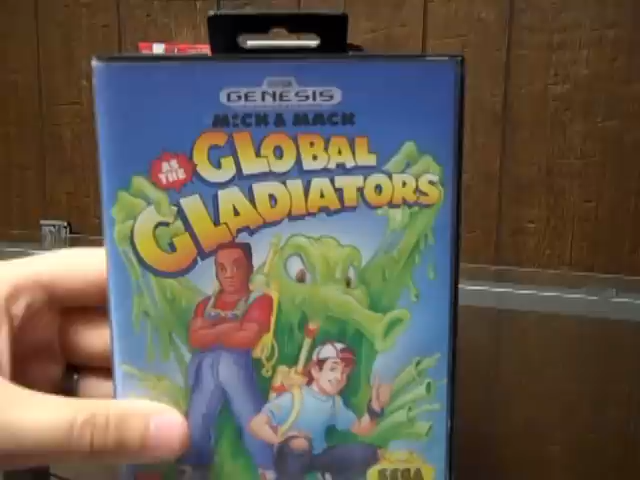 GENESIS
MICK & MACK
AS THE
GLOBAL
GLADIATORS
SEGA